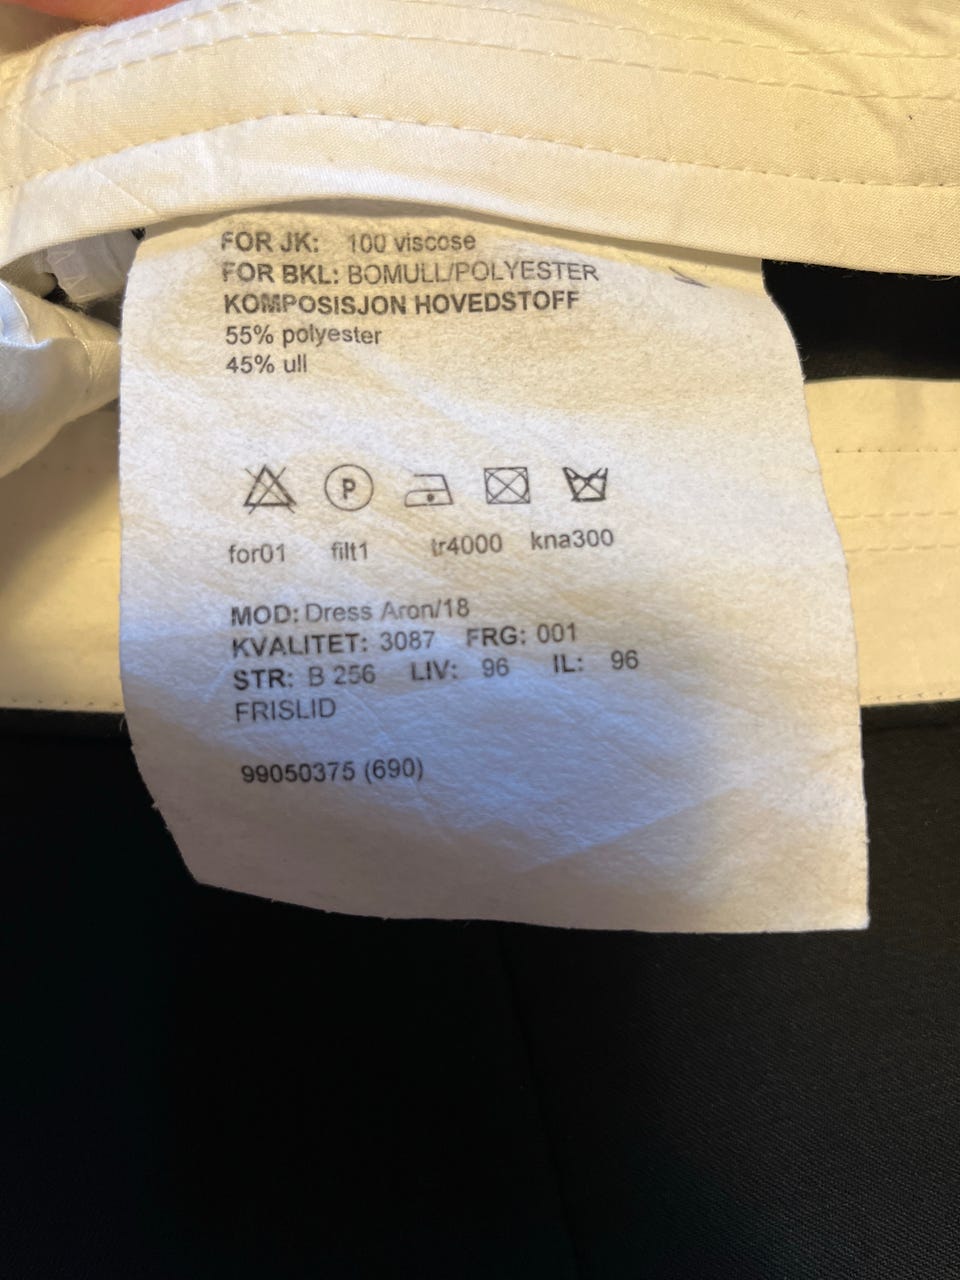 FOR JK: 100 viscose
FOR BKL: BOMULL/POLYESTER
KOMPOSISJON HOVEDSTOFF
55% polyester
45% ull
P
for01 filt1 tr4000 kna300
MOD: Dress Aron/18
KVALITET: 3087 FRG: 001
STR: B 256 LIV: 96 IL: 96
FRISLID
99050375 (690)